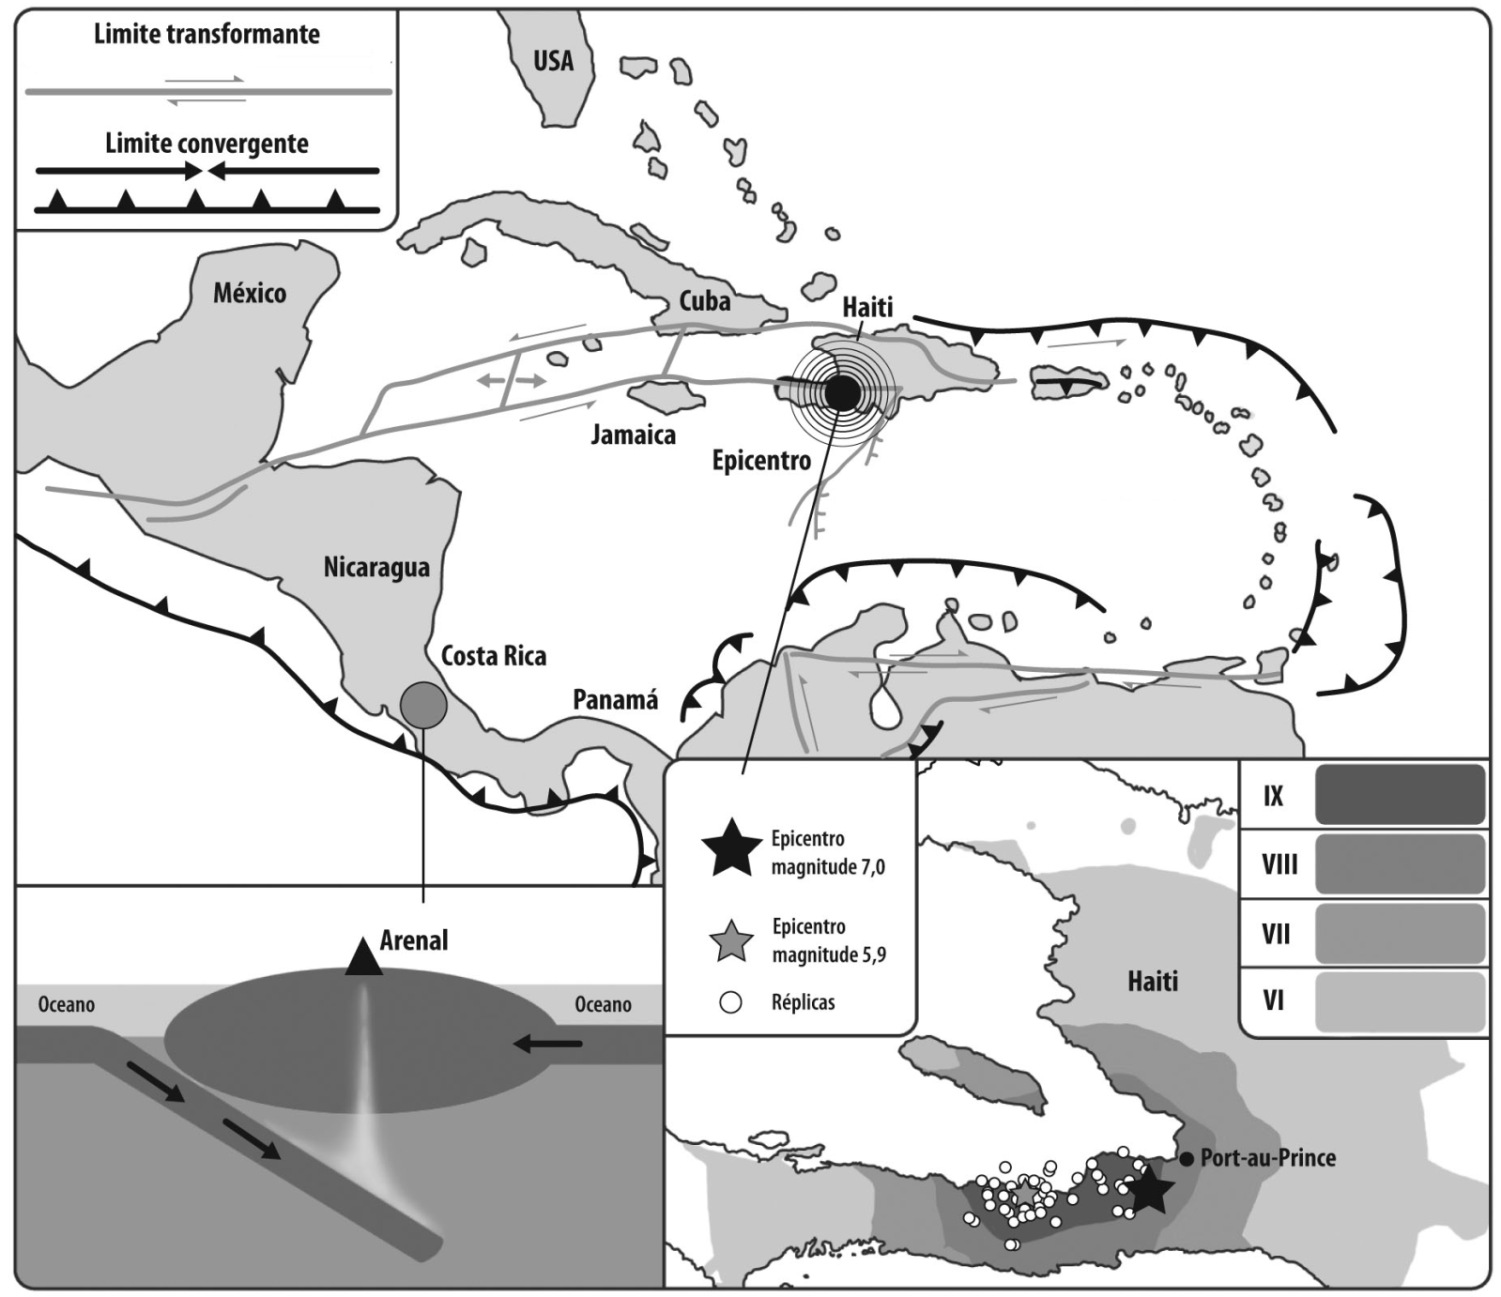 Limite transformante
Limite convergente
USA
México
Cuba
Haiti
Jamaica
Epicentro
Nicaragua
Costa Rica
Panamá
Epicentro
magnitude 7,0
Epicentro
magnitude 5,9
Réplicas
IX
VIII
VII
VI
Haiti
Port-au-Prince
Arenal
Oceano
Oceano